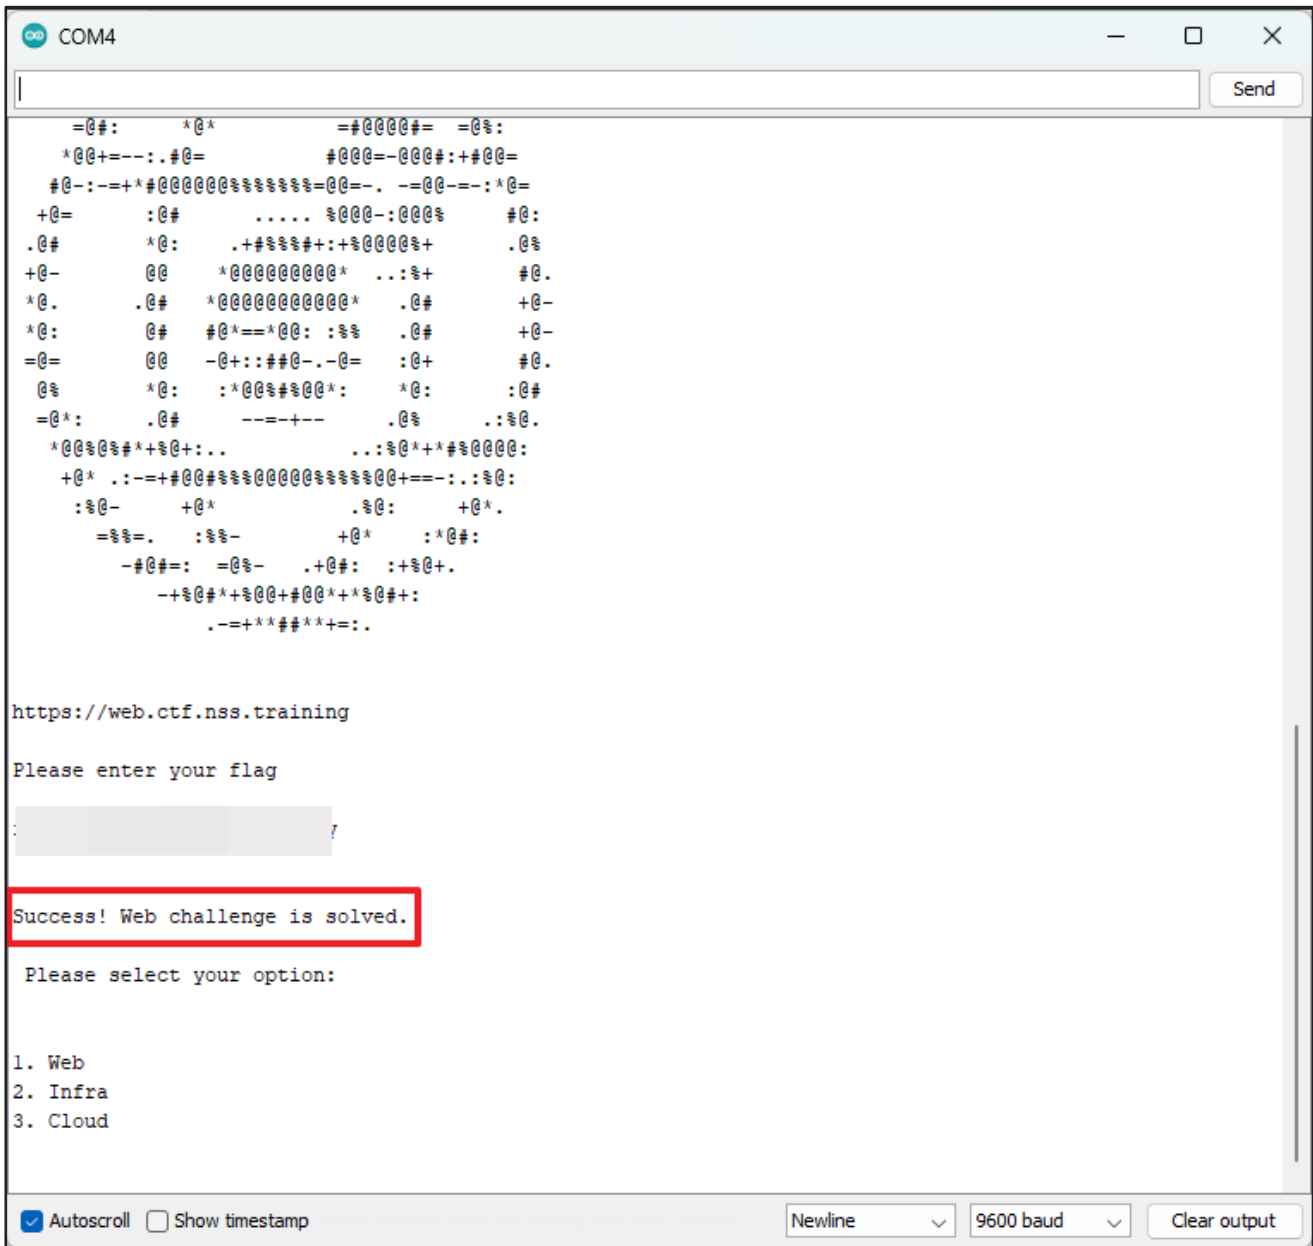 COM4
Send
=@#:     *@*          =#@@@@#=  =@%:
*@@+=--:.#@=          #@@@=-@@@#:+#@@=
#@-:-=+*#@@@@@@%%%%%%%=@@=-. -=@@-=-:*@=
+@=      :@#      ..... %@@@-:@@@%     #@:
.@#       *@:    .+#%%%#+:+%@@@@%+      .@%
+@-       @@    *@@@@@@@@@*  ..:%+       #@.
*@.      .@#   *@@@@@@@@@@@*   .@#       +@-
*@:       @#   #@*==*@@: :%%   .@#       +@-
=@=       @@   -@+::##@-.-@=   :@+       #@.
@%       *@:   :*@@%#%@@*:    *@:      :@#
=@*:     .@#     --=-+--     .@%     .:%@.
*@@%@%#*+%@+:..          ..:%@*+*#%@@@@:
+@* .:-=+#@@#%%%@@@@@%%%%%@@+==-:.:%@:
:%@-     +@*           .%@:     +@*.
=%%=.   :%%-        +@*    :*@#:
-#@#=:  =@%-   .+@#:  :+%@+.
-+%@#*+%@@+#@@*+*%@#+:
.-=+**##**+=:.
https://web.ctf.nss.training
Please enter your flag
Success! Web challenge is solved.
Please select your option:
1. Web
2. Infra
3. Cloud
Autoscroll Show timestamp Newline 9600 baud Clear output